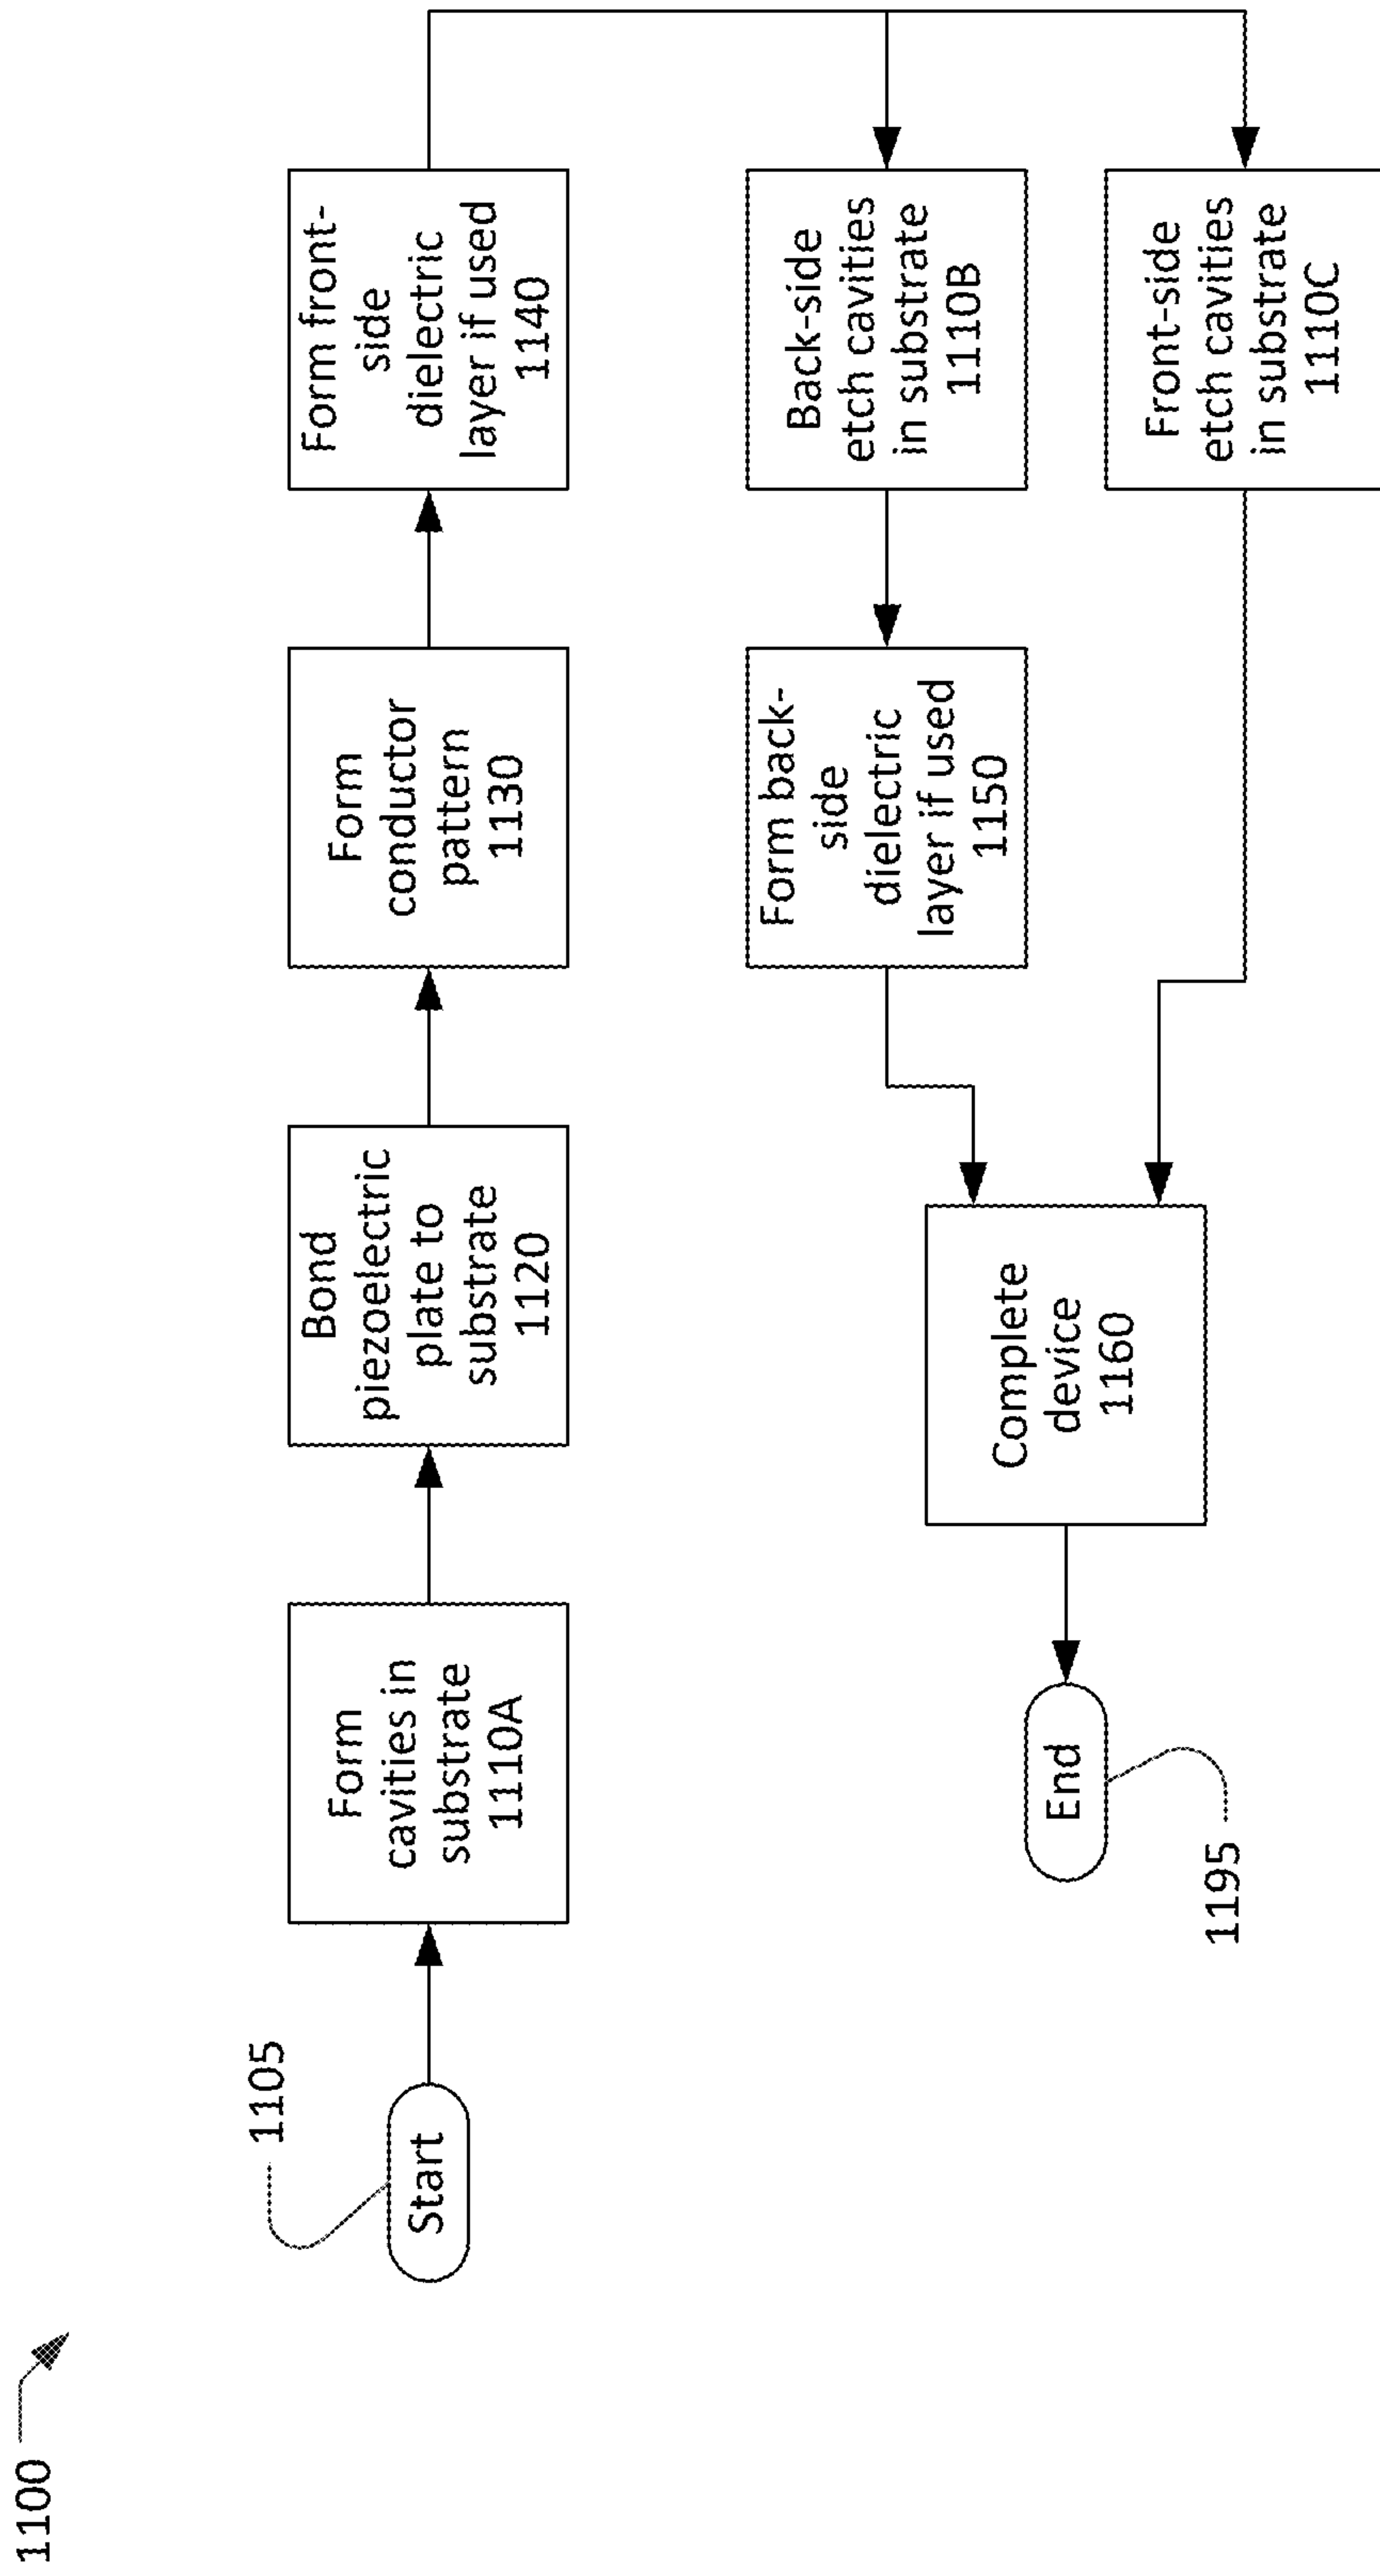 1100
1105
Start
Form
cavities in
substrate
1110A
Bond
piezoelectric
plate to
substrate
1120
Form
conductor
pattern
1130
Form front-
side
dielectric
layer if used
1140
Back-side
etch cavities
in substrate
1110B
Form back-
side
dielectric
layer if used
1150
Front-side
etch cavities
in substrate
1110C
Complete
device
1160
End
1195